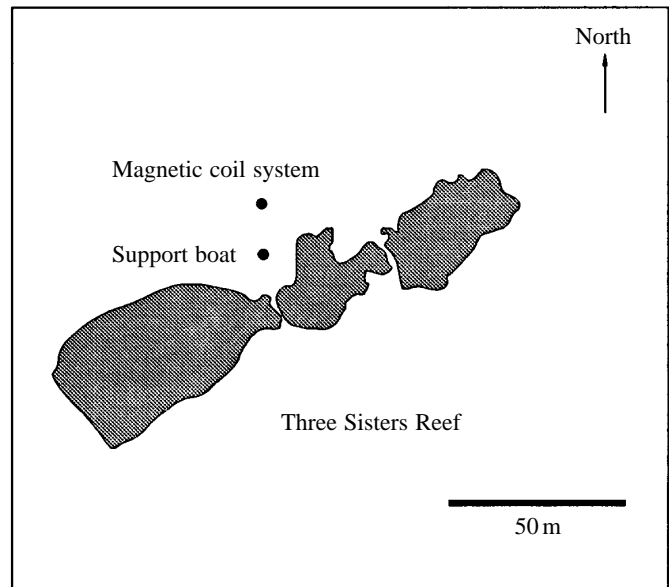 North
Magnetic coil system
Support boat
Three Sisters Reef
50 m